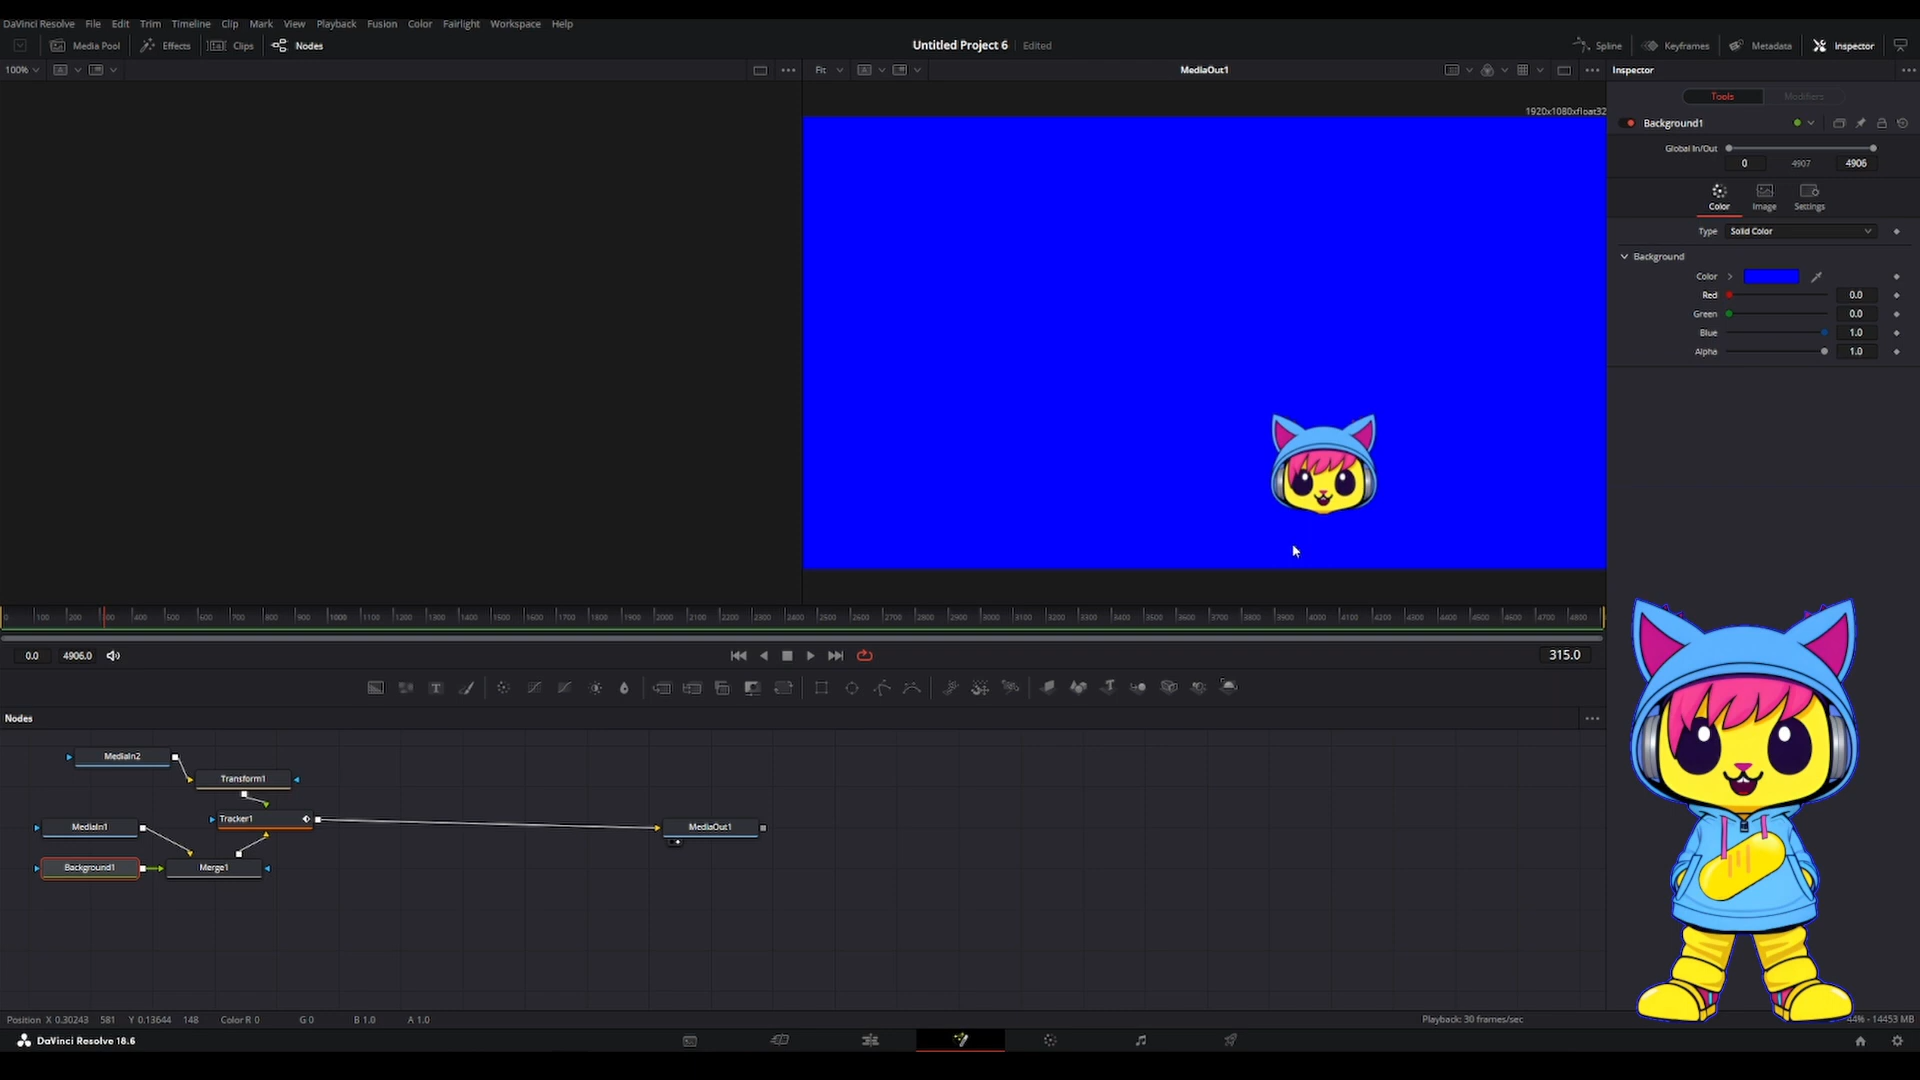 DaVinci Resolve File Edit Trim Timeline Clip Mark View Playback Fusion Color Fairlight Workspace Help
Media Pool Effects Clips Nodes Untitled Project 6 Edited Spline Keyframes Metadata Inspector
100% Fit MediaOut1 Inspector
Tools Modifiers
1920x1080xfloat32
Background1
Global In/Out
0 4907 4906
Color Image Settings
Type Solid Color
Background
Color
Red 0.0
Green 0.0
Blue 1.0
Alpha 1.0
0 100 200 300 400 500 600 700 800 900 1000 1100 1200 1300 1400 1500 1600 1700 1800 1900 2000 2100 2200 2300 2400 2500 2600 2700 2800 2900 3000 3100 3200 3300 3400 3500 3600 3700 3800 3900 4000 4100 4200 4300 4400 4500 4600 4700 4800
0.0 4906.0 315.0
Nodes
MediaIn2
Transform1
Tracker1
MediaIn1 MediaOut1
Background1 Merge1
Position X 0.30243 581 Y 0.13644 148 Color R 0 G 0 B 1.0 A 1.0 Playback: 30 frames/sec 44% - 14453 MB
DaVinci Resolve 18.6